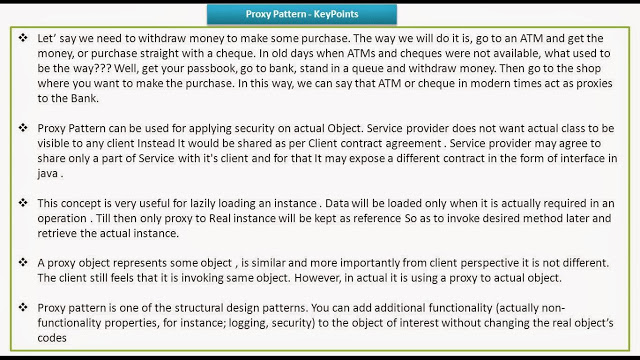 Proxy Pattern - KeyPoints
❖ Let’ say we need to withdraw money to make some purchase. The way we will do it is, go to an ATM and get the
money, or purchase straight with a cheque. In old days when ATMs and cheques were not available, what used to
be the way??? Well, get your passbook, go to bank, stand in a queue and withdraw money. Then go to the shop
where you want to make the purchase. In this way, we can say that ATM or cheque in modern times act as proxies
to the Bank.
❖ Proxy Pattern can be used for applying security on actual Object. Service provider does not want actual class to be
visible to any client Instead It would be shared as per Client contract agreement . Service provider may agree to
share only a part of Service with it's client and for that It may expose a different contract in the form of interface in
java .
❖ This concept is very useful for lazily loading an instance . Data will be loaded only when it is actually required in an
operation . Till then only proxy to Real instance will be kept as reference So as to invoke desired method later and
retrieve the actual instance.
❖ A proxy object represents some object , is similar and more importantly from client perspective it is not different.
The client still feels that it is invoking same object. However, in actual it is using a proxy to actual object.
❖ Proxy pattern is one of the structural design patterns. You can add additional functionality (actually non-
functionality properties, for instance; logging, security) to the object of interest without changing the real object’s
codes